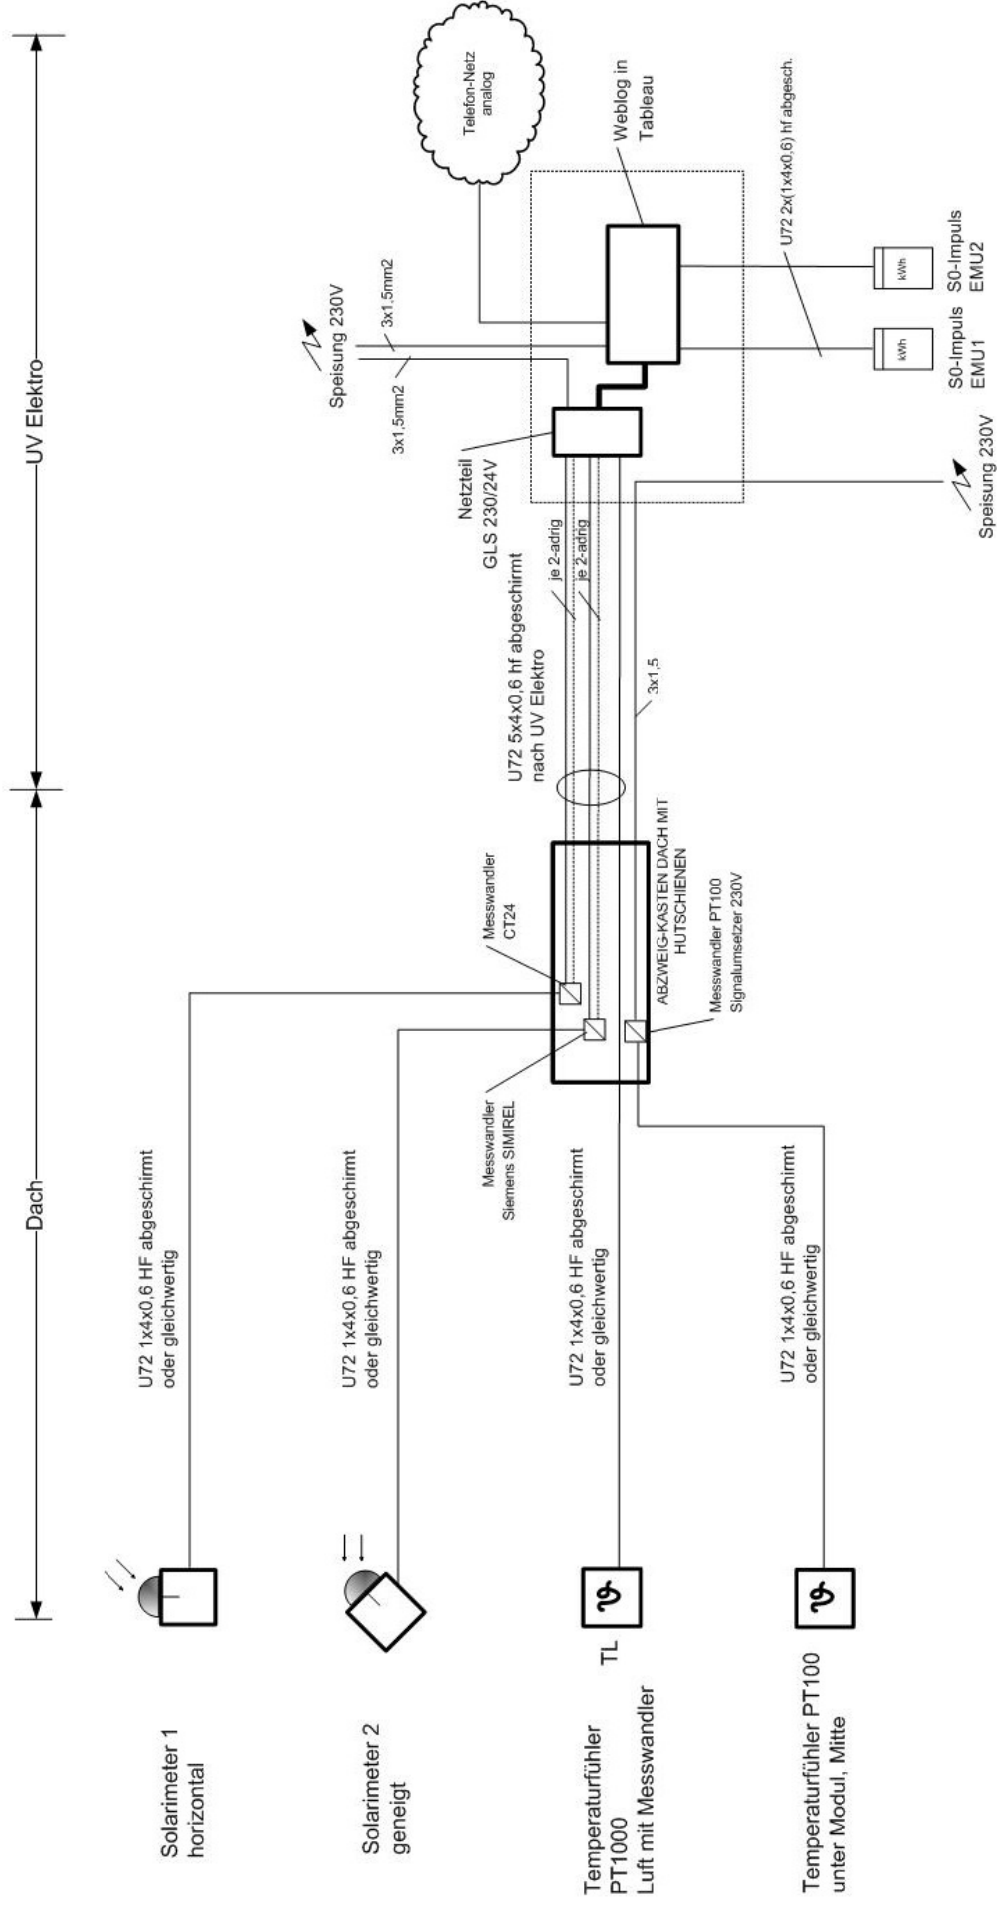 Dach
UV Elektro
Solarimeter 1
horizontal
U72 1x4x0,6 HF abgeschirmt
oder gleichwertig
Solarimeter 2
geneigt
U72 1x4x0,6 HF abgeschirmt
oder gleichwertig
Temperaturfühler
PT1000
Luft mit Messwandler
TL
U72 1x4x0,6 HF abgeschirmt
oder gleichwertig
Temperaturfühler PT100
unter Modul, Mitte
U72 1x4x0,6 HF abgeschirmt
oder gleichwertig
Messwandler
Siemens SIMIREL
Messwandler
CT24
ABZWEIG-KASTEN DACH MIT
HUTSCHIENEN
Messwandler PT100
Signalumsetzer 230V
U72 5x4x0,6 hf abgeschirmt
nach UV Elektro
je 2-adrig
je 2-adrig
3x1,5
Netzteil
GLS 230/24V
Speisung 230V
3x1,5mm2
3x1,5mm2
Telefon-Netz
analog
Weblog in
Tableau
U72 2x(1x4x0,6) hf abgesch.
kWh
S0-Impuls
EMU1
kWh
S0-Impuls
EMU2
Speisung 230V